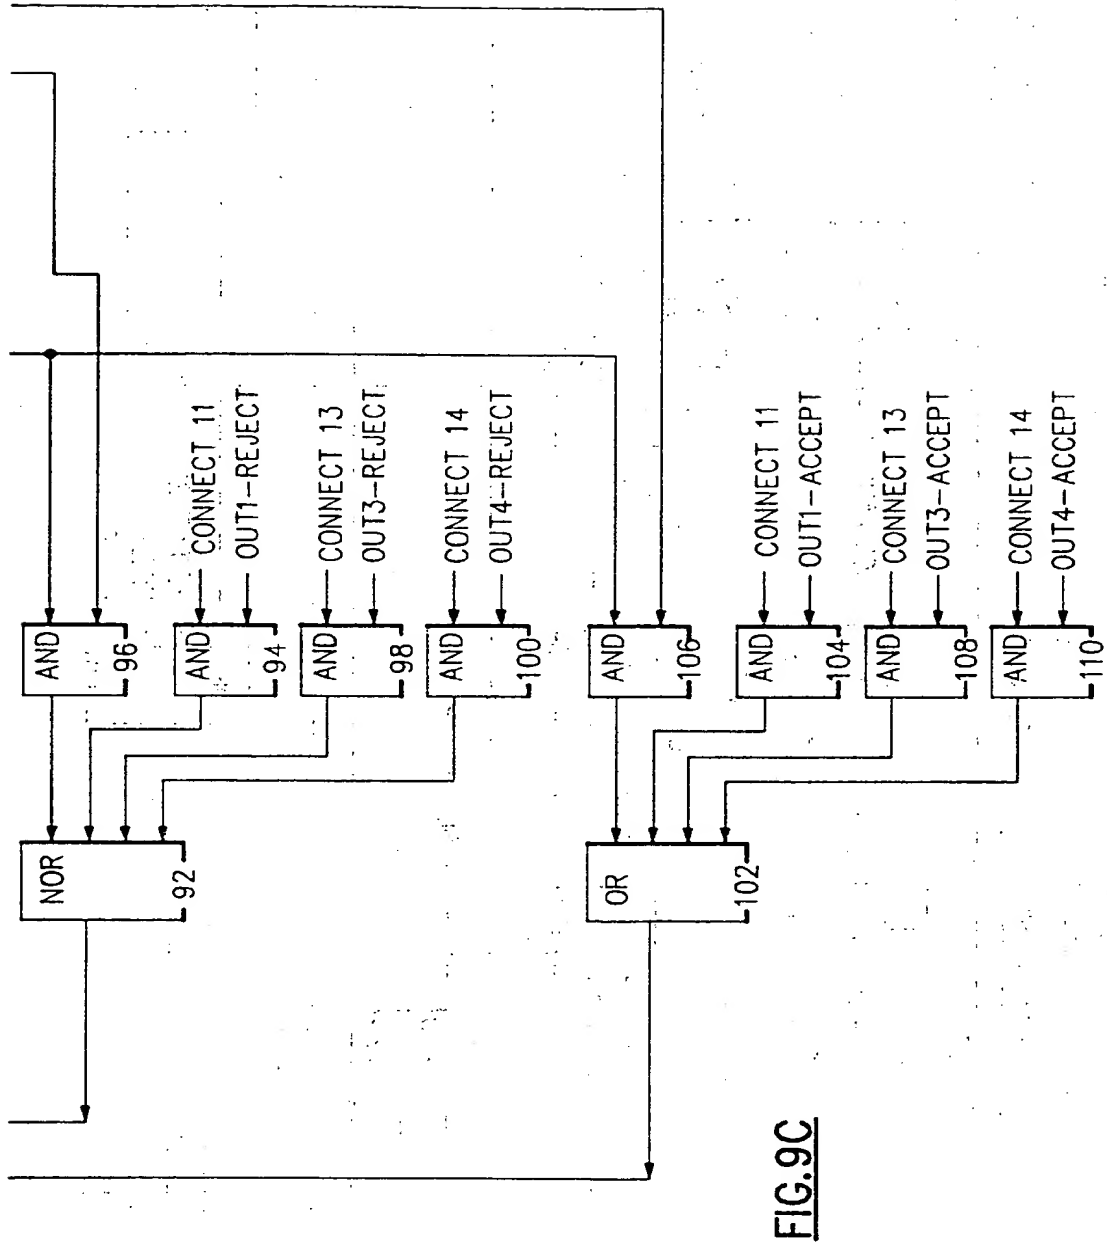 AND
96
CONNECT 11
OUT1-REJECT
AND
94
CONNECT 13
OUT3-REJECT
AND
98
CONNECT 14
OUT4-REJECT
AND
100
NOR
92
AND
106
CONNECT 11
OUT1-ACCEPT
AND
104
CONNECT 13
OUT3-ACCEPT
AND
108
CONNECT 14
OUT4-ACCEPT
AND
110
OR
102
FIG.9C